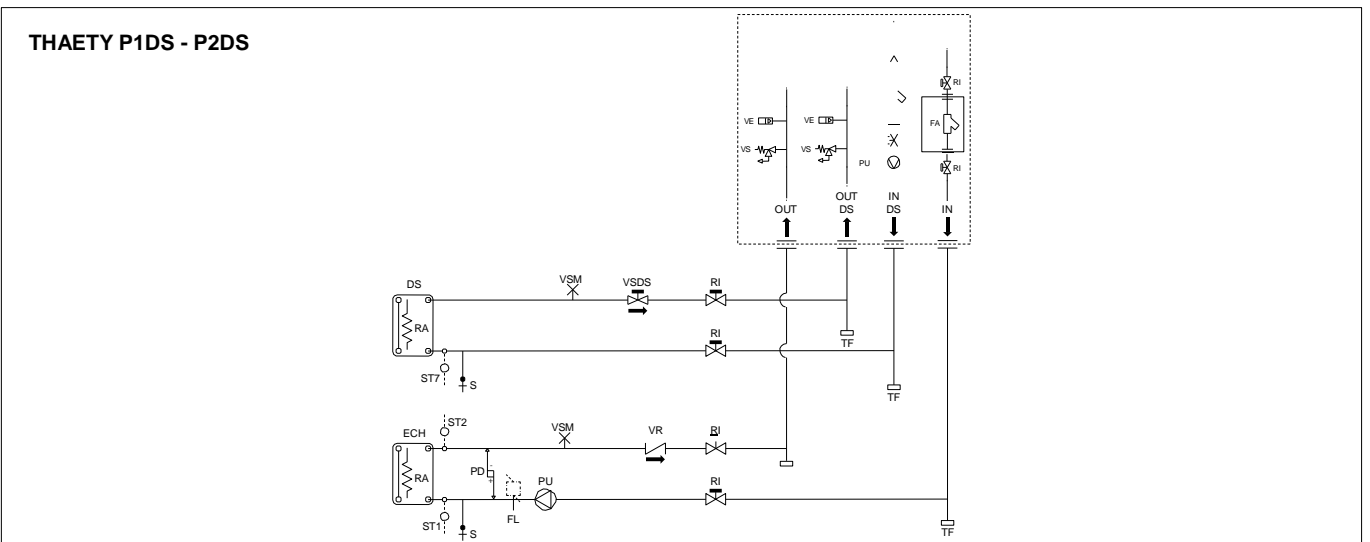 THAETY P1DS - P2DS
RI
VE
VE
FA
VS
VS
PU
RI
OUT
OUT
DS
IN
DS
IN
DS
VSM
VSDS
RI
RA
RI
TF
ST7
S
TF
ST2
ECH
VSM
VR
RI
RA
PD
-
+
PU
RI
FL
ST1
S
TF